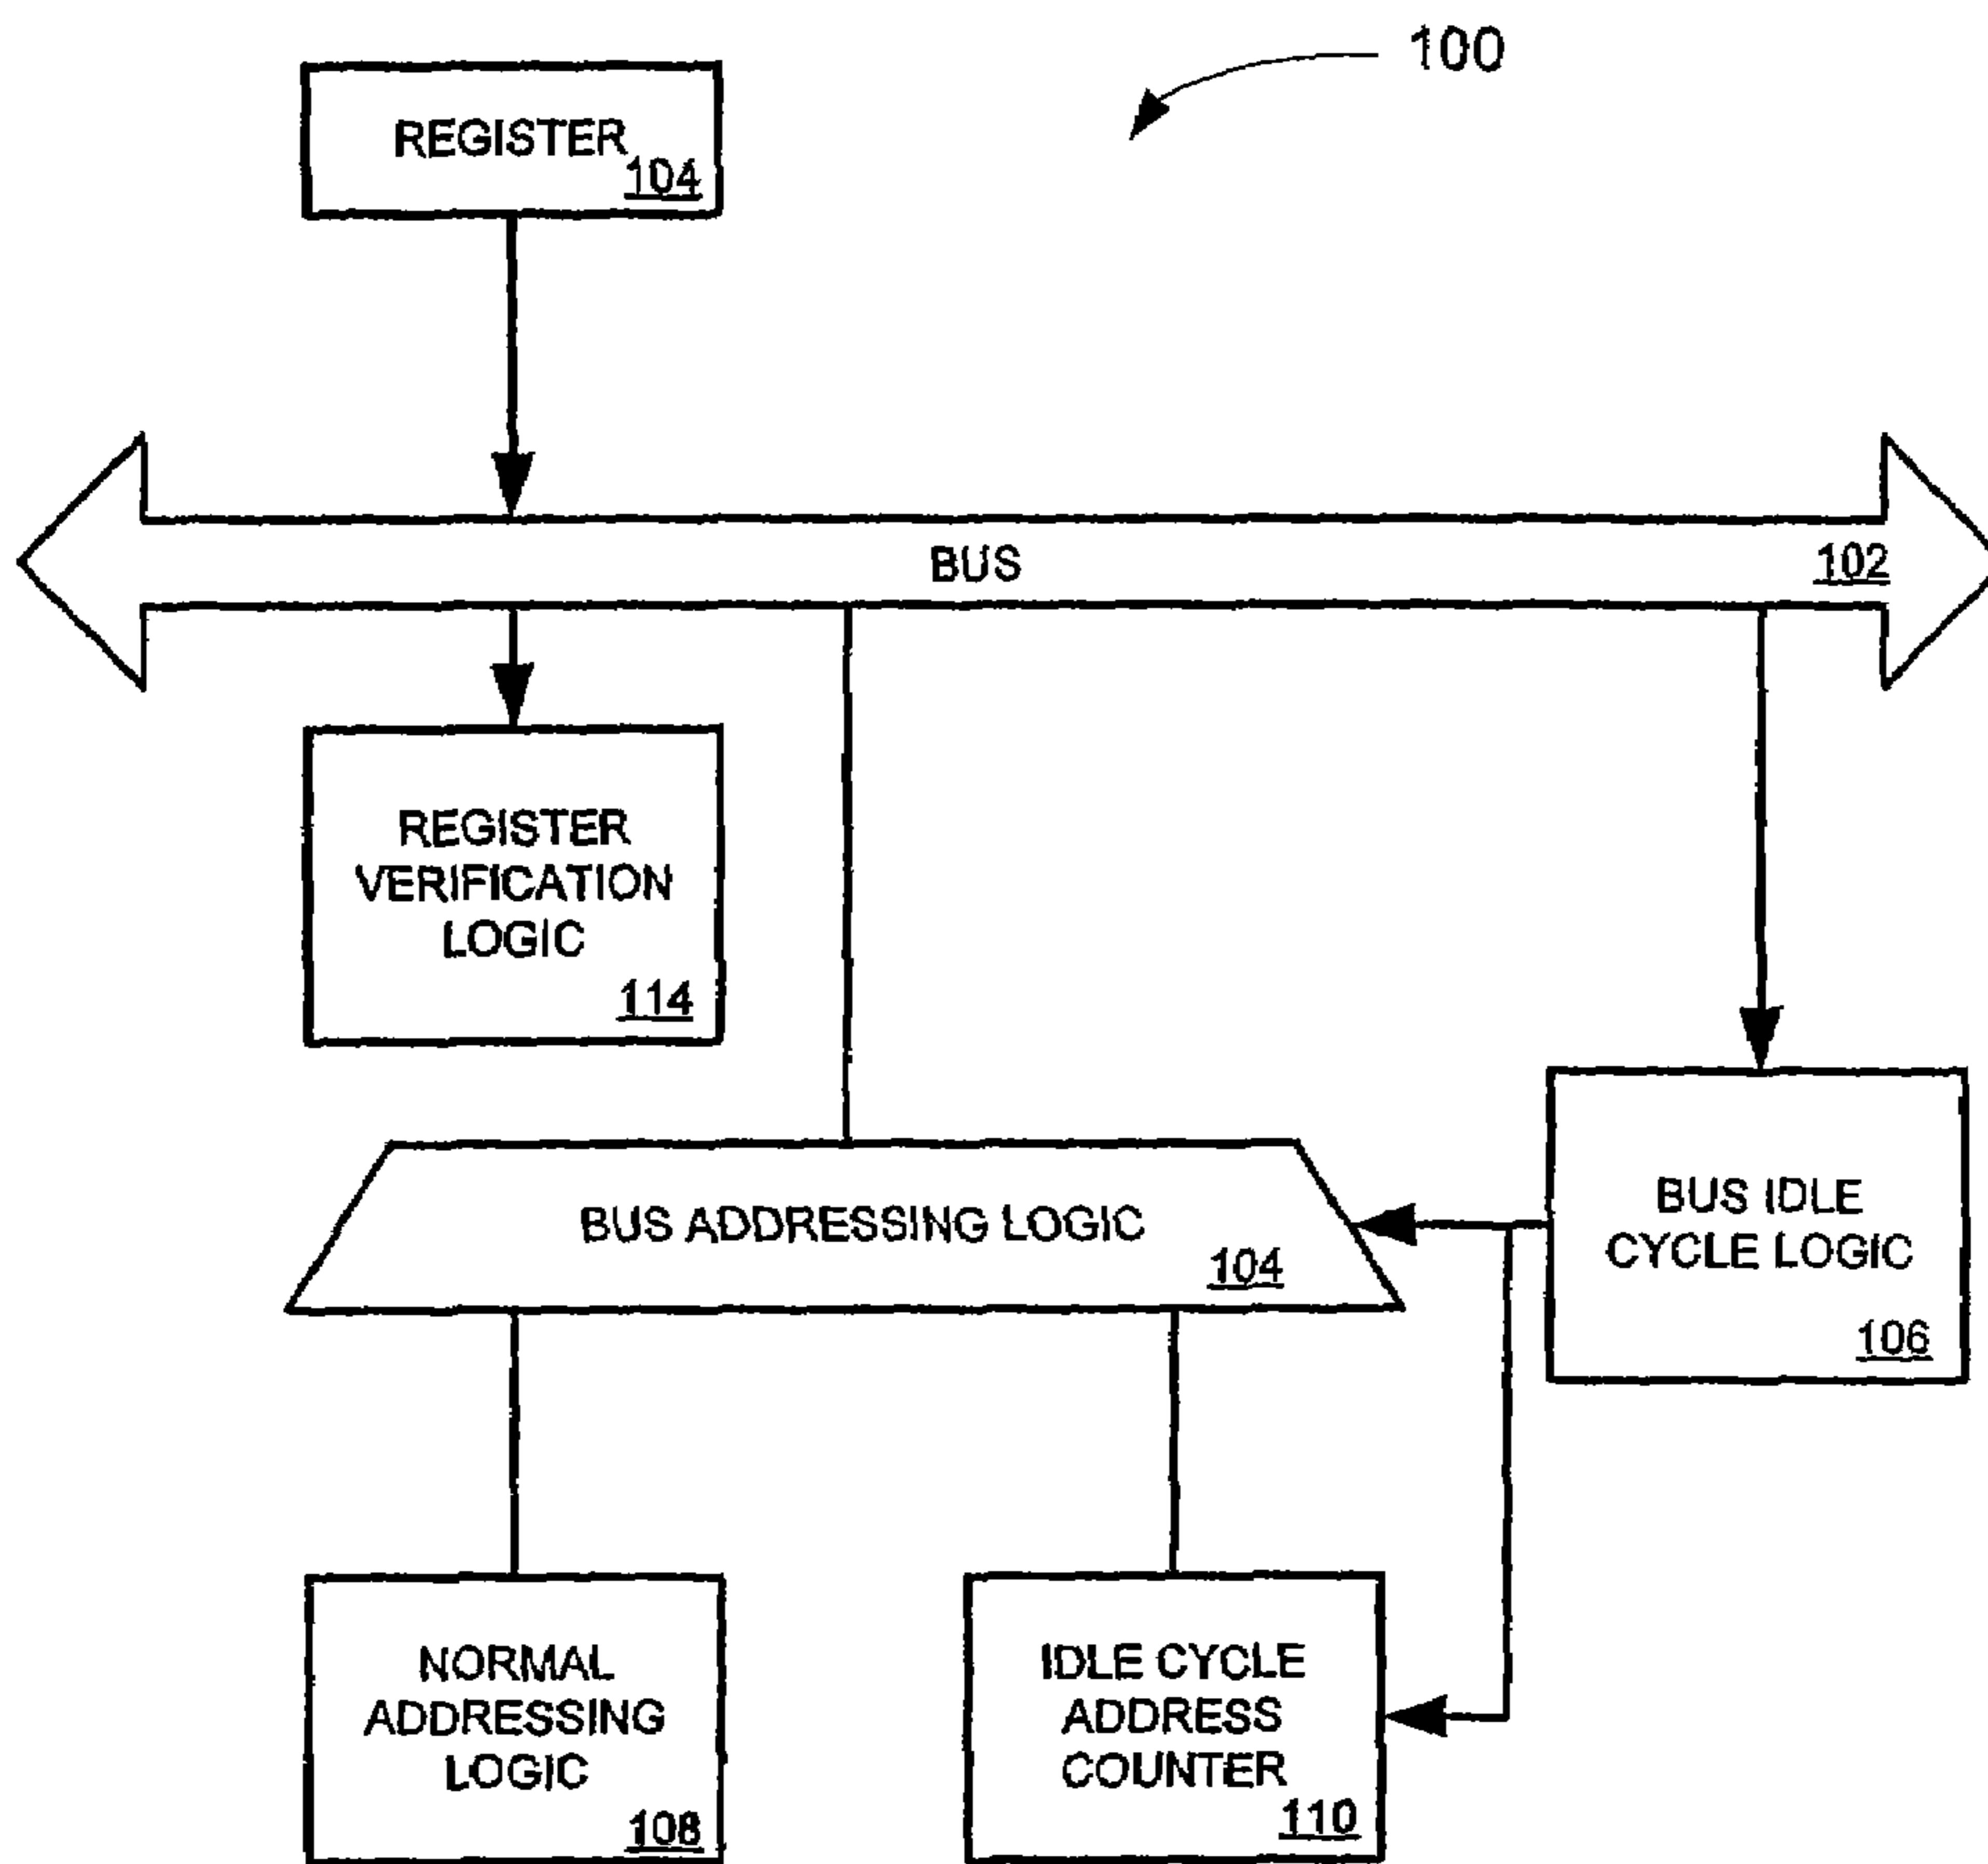 100
REGISTER
104
BUS
102
REGISTER
VERIFICATION
LOGIC
114
BUS ADDRESSING LOGIC
104
BUS IDLE
CYCLE LOGIC
106
NORMAL
ADDRESSING
LOGIC
108
IDLE CYCLE
ADDRESS
COUNTER
110